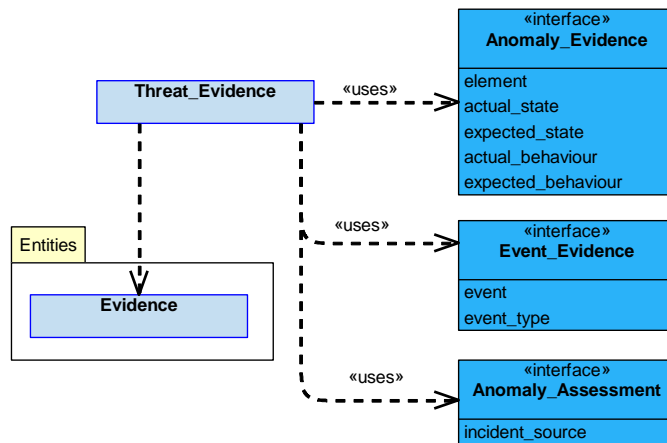 «interface»
Anomaly_Evidence
element
actual_state
expected_state
actual_behaviour
expected_behaviour
Threat_Evidence
«uses»
«uses»
«interface»
Event_Evidence
event
event_type
Entities
Evidence
«uses»
«interface»
Anomaly_Assessment
incident_source